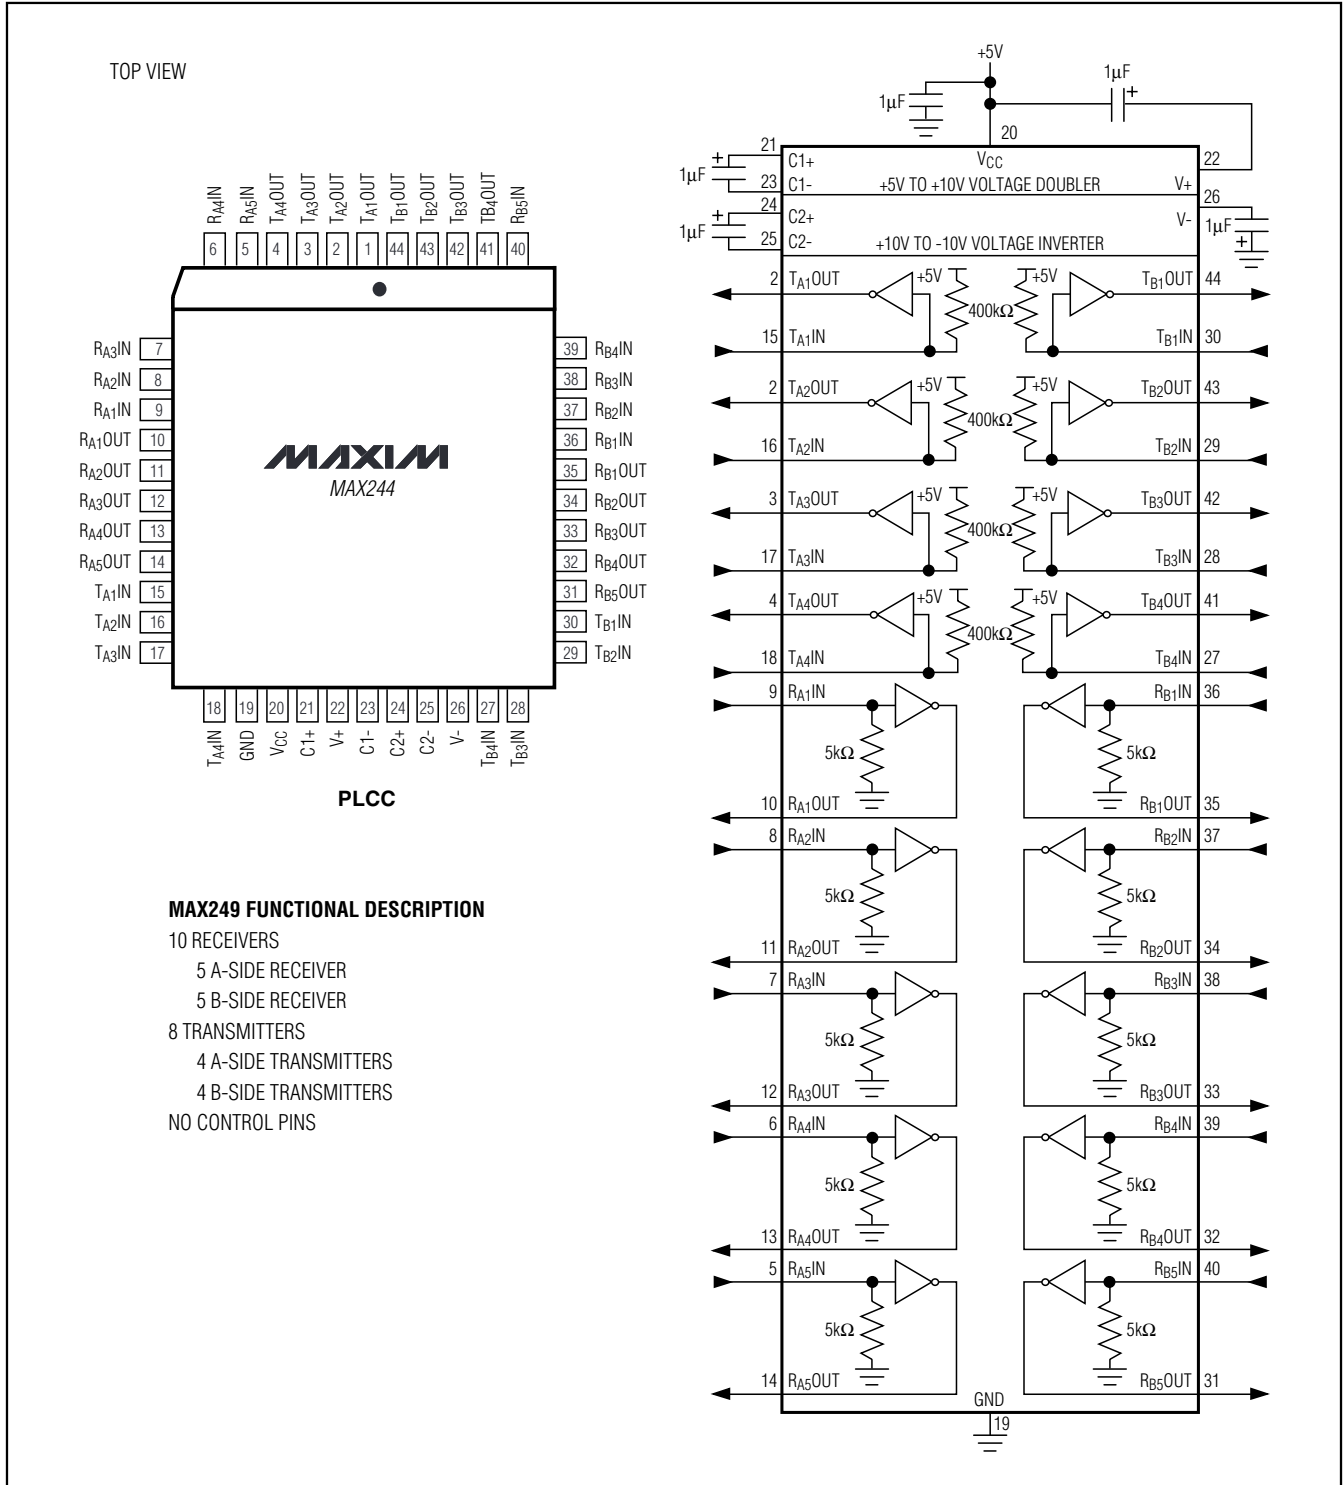 TOP VIEW
RA4IN
RA5IN
TA4OUT
TA3OUT
TA2OUT
TA1OUT
TB1OUT
TB2OUT
TB3OUT
TB4OUT
RB5IN
6 5 4 3 2 1 44 43 42 41 40
RA3IN 7
RA2IN 8
RA1IN 9
RA1OUT 10
RA2OUT 11
RA3OUT 12
RA4OUT 13
RA5OUT 14
TA1IN 15
TA2IN 16
TA3IN 17
MAXIM
MAX244
39 RB4IN
38 RB3IN
37 RB2IN
36 RB1IN
35 RB1OUT
34 RB2OUT
33 RB3OUT
32 RB4OUT
31 RB5OUT
30 TB1IN
29 TB2IN
18 19 20 21 22 23 24 25 26 27 28
TA4IN
GND
VCC
C1+
V+
C1-
C2+
C2-
V-
TB4IN
TB3IN
PLCC
MAX249 FUNCTIONAL DESCRIPTION
10 RECEIVERS
5 A-SIDE RECEIVER
5 B-SIDE RECEIVER
8 TRANSMITTERS
4 A-SIDE TRANSMITTERS
4 B-SIDE TRANSMITTERS
NO CONTROL PINS
+5V
1µF
1µF +
20
21 VCC 22
+ C1+
1µF
23 C1- +5V TO +10V VOLTAGE DOUBLER V+
24 26
+ C2+ V- 1µF
1µF +
25 C2- +10V TO -10V VOLTAGE INVERTER
2 TA1OUT +5V +5V TB1OUT 44
400kΩ
15 TA1IN TB1IN 30
2 TA2OUT +5V +5V TB2OUT 43
400kΩ
16 TA2IN TB2IN 29
3 TA3OUT +5V +5V TB3OUT 42
400kΩ
17 TA3IN TB3IN 28
4 TA4OUT +5V +5V TB4OUT 41
400kΩ
18 TA4IN TB4IN 27
9 RA1IN RB1IN 36
5kΩ 5kΩ
10 RA1OUT RB1OUT 35
8 RA2IN RB2IN 37
5kΩ 5kΩ
11 RA2OUT RB2OUT 34
7 RA3IN RB3IN 38
5kΩ 5kΩ
12 RA3OUT RB3OUT 33
6 RA4IN RB4IN 39
5kΩ 5kΩ
13 RA4OUT RB4OUT 32
5 RA5IN RB5IN 40
5kΩ 5kΩ
14 RA5OUT RB5OUT 31
GND
19